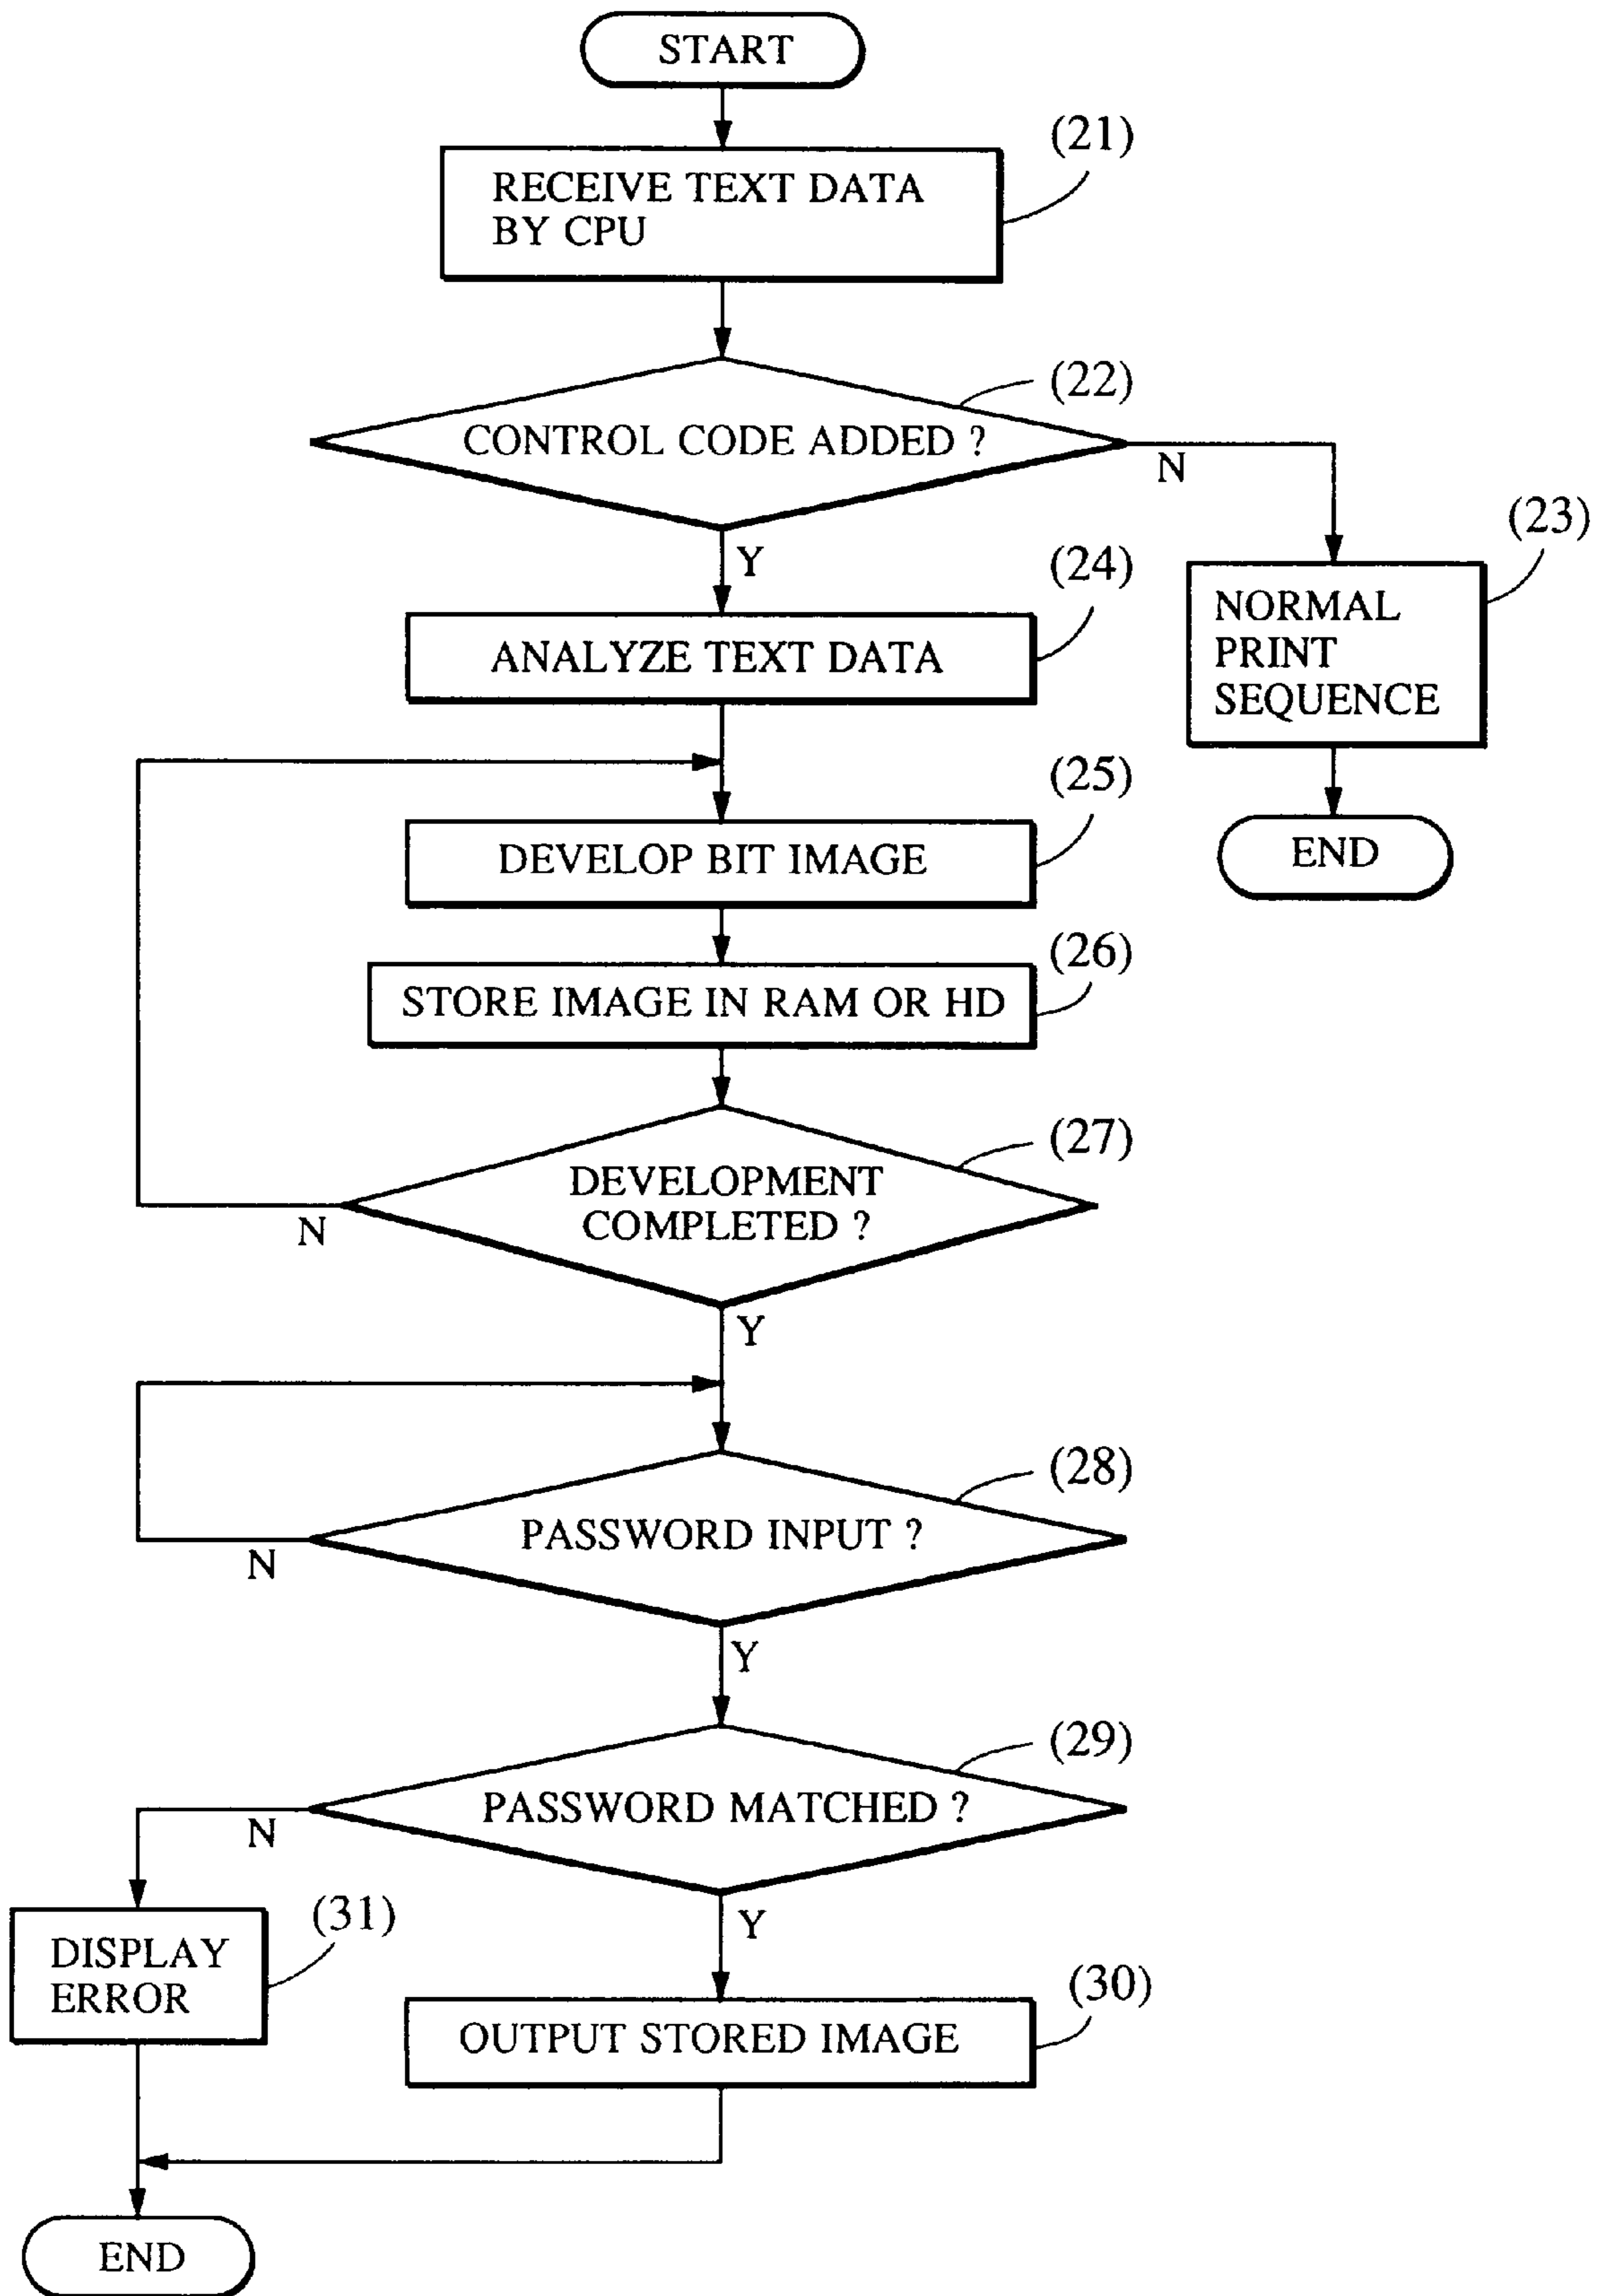 START
(21)
RECEIVE TEXT DATA
BY CPU
(22)
CONTROL CODE ADDED ?
N
Y
(23)
NORMAL
PRINT
SEQUENCE
END
(24)
ANALYZE TEXT DATA
(25)
DEVELOP BIT IMAGE
(26)
STORE IMAGE IN RAM OR HD
(27)
DEVELOPMENT
COMPLETED ?
N
Y
(28)
PASSWORD INPUT ?
N
Y
(29)
PASSWORD MATCHED ?
N
Y
(31)
DISPLAY
ERROR
(30)
OUTPUT STORED IMAGE
END